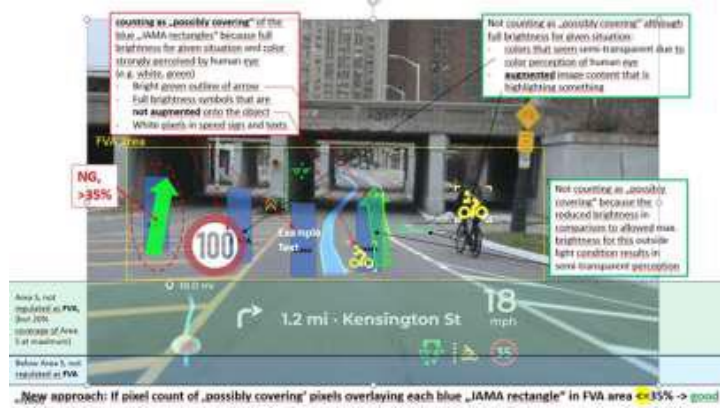 counting as „possibly covering" of the
blue „JAMA rectangles" because full
brightness for given situation and color
strongly perceived by human eye
(e.g. white, green)
- Bright green outline of arrow
- Full brightness symbols that are
not augmented onto the object
- White pixels in speed sign and texts
Not counting as „possibly covering" although
full brightness for given situation:
- colors that seem semi-transparent due to
color perception of human eye
- augmented image content that is
highlighting something
FVA area
NG,
>35%
100
Example
Text
Not counting as „possibly
covering" because the
reduced brightness in
comparison to allowed max.
brightness for this outside
light condition results in
semi-transparent perception
Area S, not
regulated as FVA,
(but 20%
coverage of Area
S at maximum)
10.0 mi
1.2 mi · Kensington St
18
mph
35
Below Area S, not
regulated as FVA
New approach: If pixel count of „possibly covering' pixels overlaying each blue „JAMA rectangle" in FVA area <=35% -> good